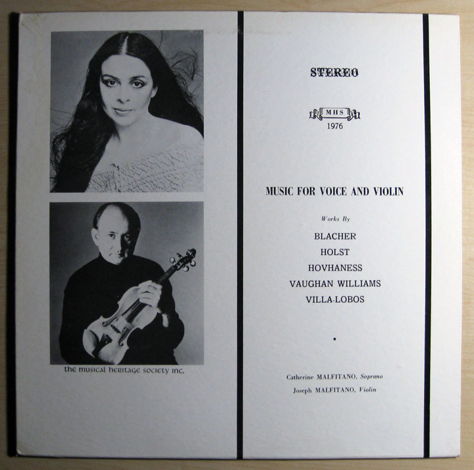 STEREO
MHS
1976
MUSIC FOR VOICE AND VIOLIN
Works By
BLACHER
HOLST
HOVHANESS
VAUGHAN WILLIAMS
VILLA-LOBOS
Catherine MALFITANO, Soprano
Joseph MALFITANO, Violin
the musical heritage society inc.